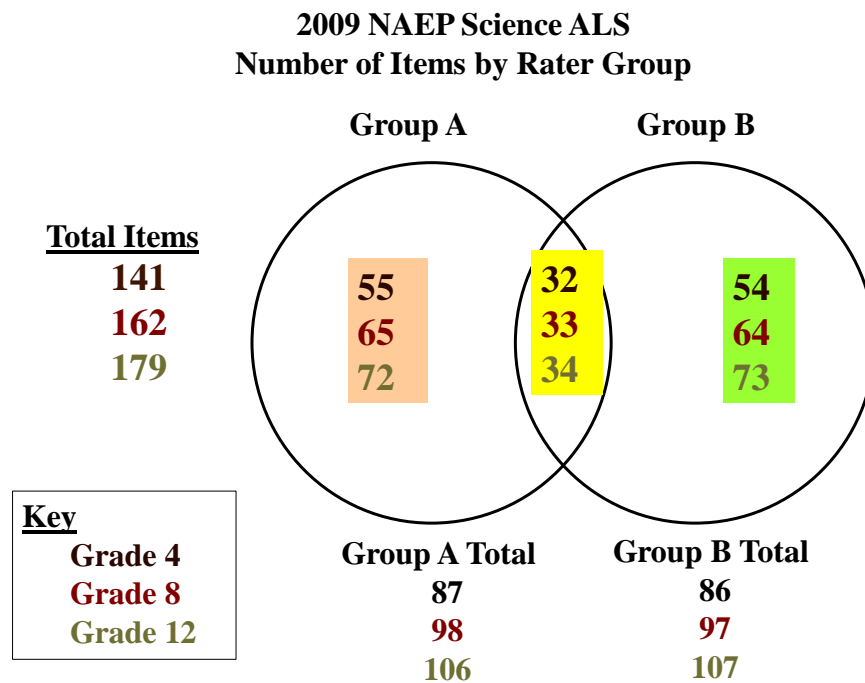 2009 NAEP Science ALS
Number of Items by Rater Group
Group A
Group B
Total Items
141
162
179
55
65
72
32
33
34
54
64
73
Key
Grade 4
Grade 8
Grade 12
Group A Total
87
98
106
Group B Total
86
97
107